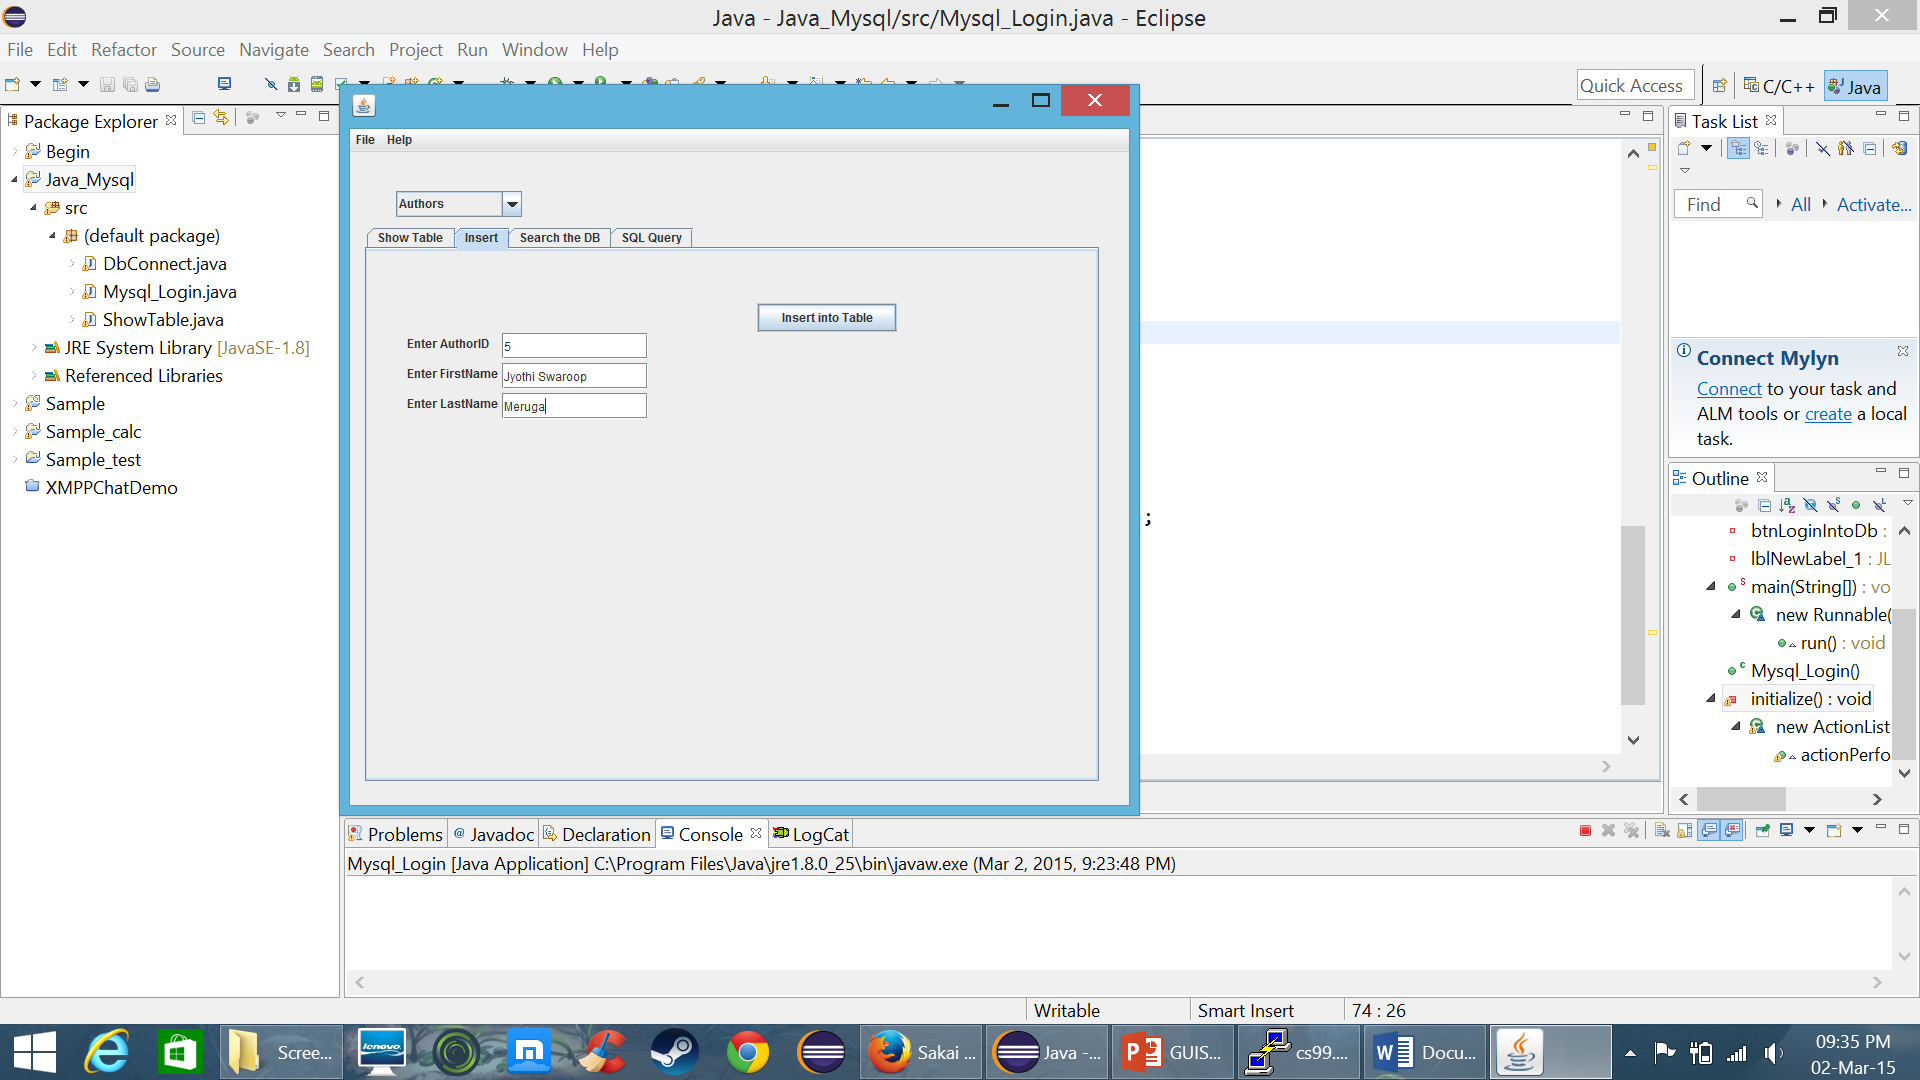 Java - Java_Mysql/src/Mysql_Login.java - Eclipse
File Edit Refactor Source Navigate Search Project Run Window Help
Quick Access
C/C++
Java
Package Explorer
Begin
Java_Mysql
src
(default package)
DbConnect.java
Mysql_Login.java
ShowTable.java
JRE System Library [JavaSE-1.8]
Referenced Libraries
Sample
Sample_calc
Sample_test
XMPPChatDemo
File Help
Authors
Show Table Insert Search the DB SQL Query
Insert into Table
Enter AuthorID 5
Enter FirstName Jyothi Swaroop
Enter LastName Meruga
;
Task List
Find All Activate...
Connect Mylyn
Connect to your task and
ALM tools or create a local
task.
Outline
btnLoginIntoDb :
lblNewLabel_1 : JL
main(String[]) : vo
new Runnable(
run() : void
Mysql_Login()
initialize() : void
new ActionList
actionPerfo
Problems @ Javadoc Declaration Console LogCat
Mysql_Login [Java Application] C:\Program Files\Java\jre1.8.0_25\bin\javaw.exe (Mar 2, 2015, 9:23:48 PM)
Writable Smart Insert 74 : 26
Scree... lenovo Sakai ... Java -... GUIS... cs99.... Docu...
09:35 PM
02-Mar-15